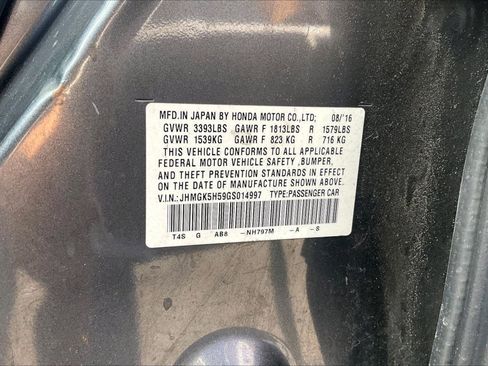 MFD.IN JAPAN BY HONDA MOTOR CO.,LTD; 08/'16
GVWR 3393LBS GAWR F 1813LBS R 1579LBS
GVWR 1539KG GAWR F 823 KG R 716 KG
THIS VEHICLE CONFORMS TO ALL APPLICABLE
FEDERAL MOTOR VEHICLE SAFETY ,BUMPER,
AND THEFT PREVENTION STANDARDS IN EFFECT
ON THE DATE OF MANUFACTURE SHOWN ABOVE.
V.I.N.:JHMGK5H59GS014997 TYPE:PASSENGER CAR
T4S G AB8 -NH797M -A -S